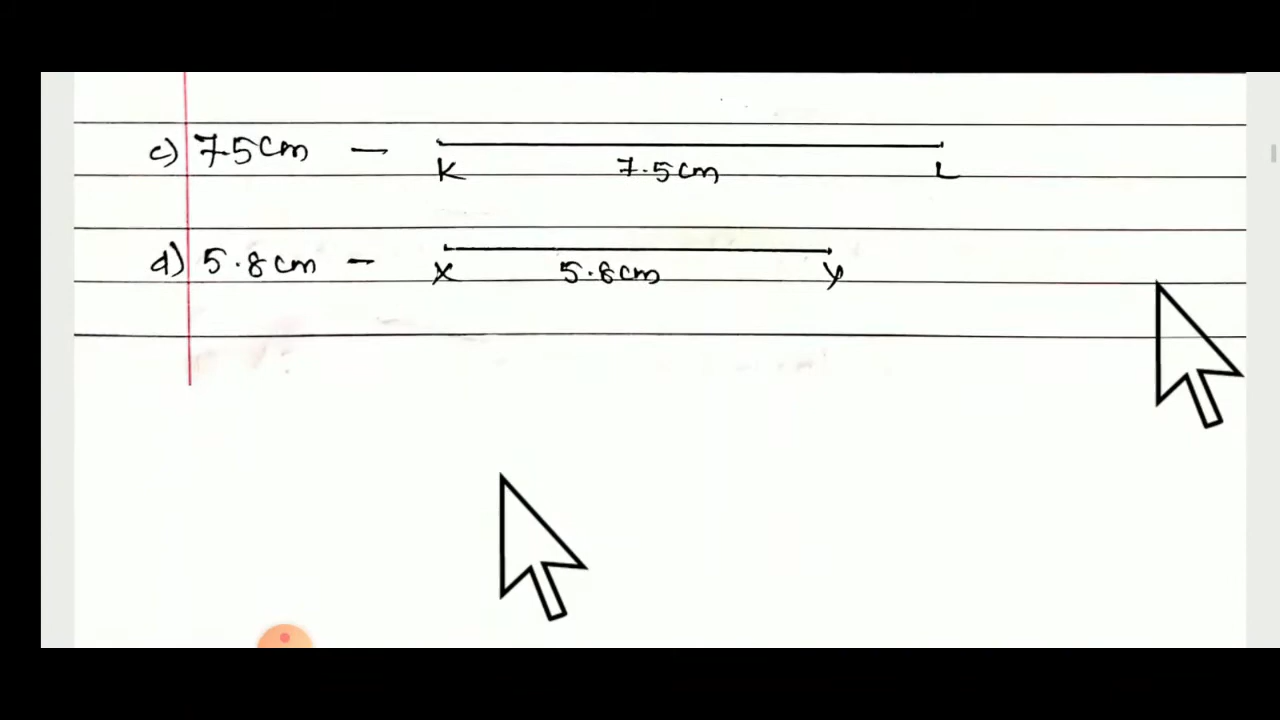 c) 7.5cm — K 7.5cm L
d) 5.8cm — X 5.8cm Y